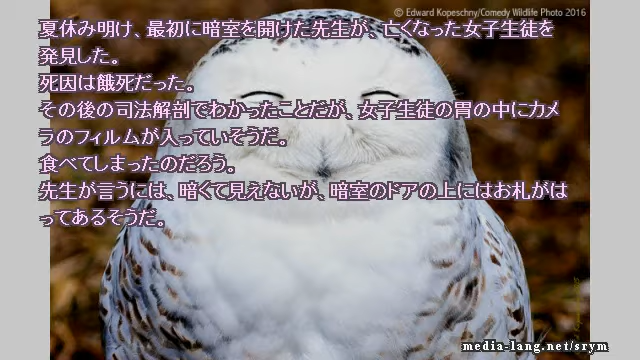 © Edward Kopeschny/Comedy Wildlife Photo 2016
夏休み明け、最初に暗室を開けた先生が、亡くなった女子生徒を
発見した。
死因は餓死だった。
その後の司法解剖でわかったことだが、女子生徒の胃の中にカメ
ラのフィルムが入っていそうだ。
食べてしまったのだろう。
先生が言うには、暗くて見えないが、暗室のドアの上にはお札がは
ってあるそうだ。
media-lang.net/srym